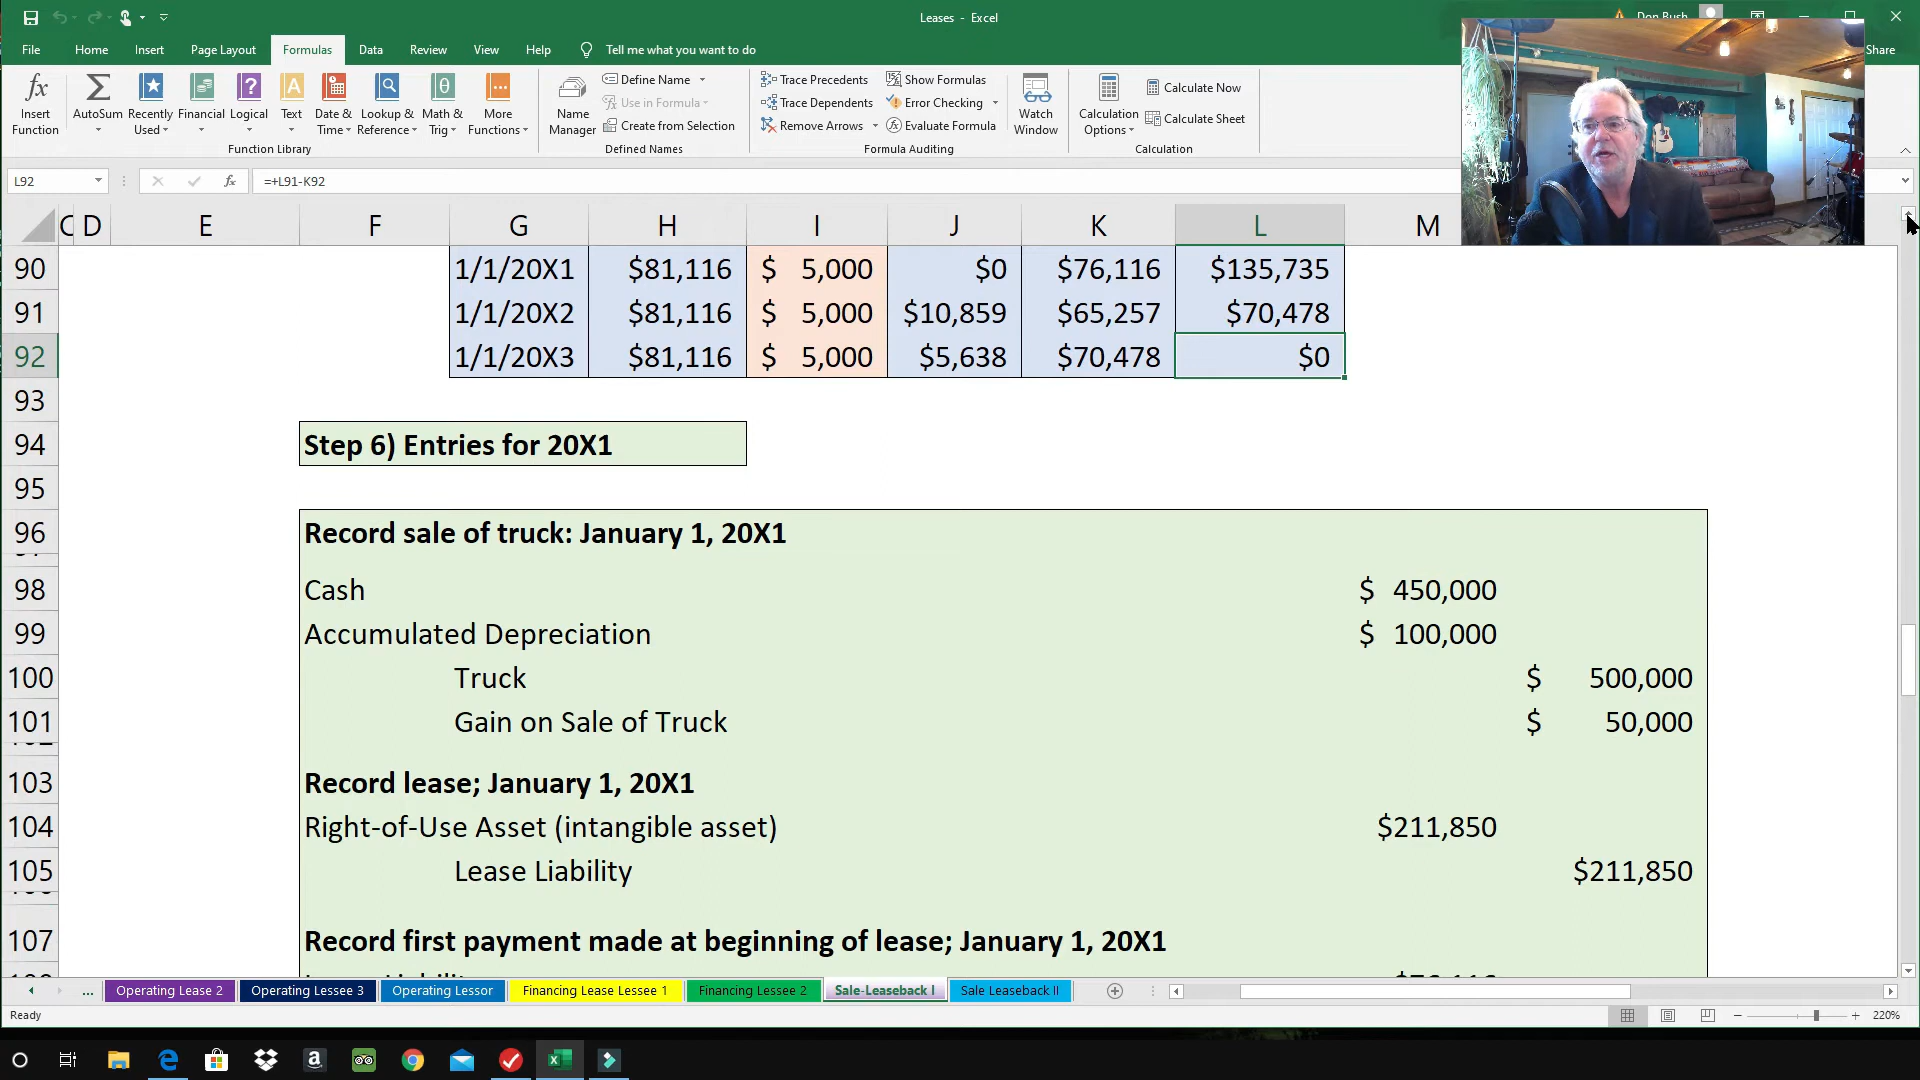 Leases - Excel
Don Rush
File Home Insert Page Layout Formulas Data Review View Help Tell me what you want to do Share
Insert Function
AutoSum
Recently Used
Financial
Logical
Text
Date & Time
Lookup & Reference
Math & Trig
More Functions
Function Library
Name Manager
Define Name
Use in Formula
Create from Selection
Defined Names
Trace Precedents
Trace Dependents
Remove Arrows
Show Formulas
Error Checking
Evaluate Formula
Watch Window
Formula Auditing
Calculation Options
Calculate Now
Calculate Sheet
Calculation
L92 fx =+L91-K92
C D E F G H I J K L M
90 1/1/20X1 $81,116 $ 5,000 $0 $76,116 $135,735
91 1/1/20X2 $81,116 $ 5,000 $10,859 $65,257 $70,478
92 1/1/20X3 $81,116 $ 5,000 $5,638 $70,478 $0
93
94 Step 6) Entries for 20X1
95
96 Record sale of truck: January 1, 20X1
98 Cash $ 450,000
99 Accumulated Depreciation $ 100,000
100 Truck $ 500,000
101 Gain on Sale of Truck $ 50,000
103 Record lease; January 1, 20X1
104 Right-of-Use Asset (intangible asset) $211,850
105 Lease Liability $211,850
107 Record first payment made at beginning of lease; January 1, 20X1
... Operating Lease 2 Operating Lessee 3 Operating Lessor Financing Lease Lessee 1 Financing Lessee 2 Sale-Leaseback I Sale Leaseback II
Ready 220%